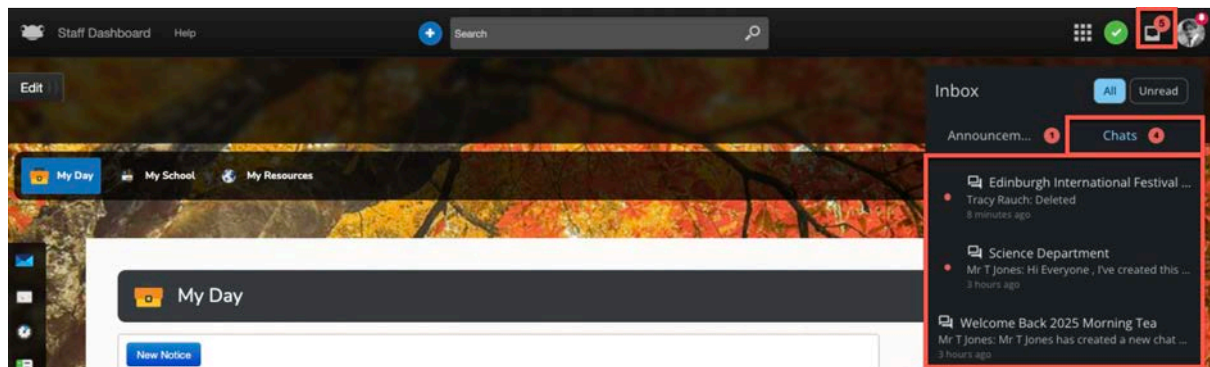 Staff Dashboard Help Search 5
Edit
Inbox All Unread
Announcem... 1 Chats 4
My Day My School My Resources
Edinburgh International Festival ...
Tracy Rauch: Deleted
8 minutes ago
Science Department
Mr T Jones: Hi Everyone , I've created this ...
3 hours ago
My Day
Welcome Back 2025 Morning Tea
Mr T Jones: Mr T Jones has created a new chat ...
3 hours ago
New Notice